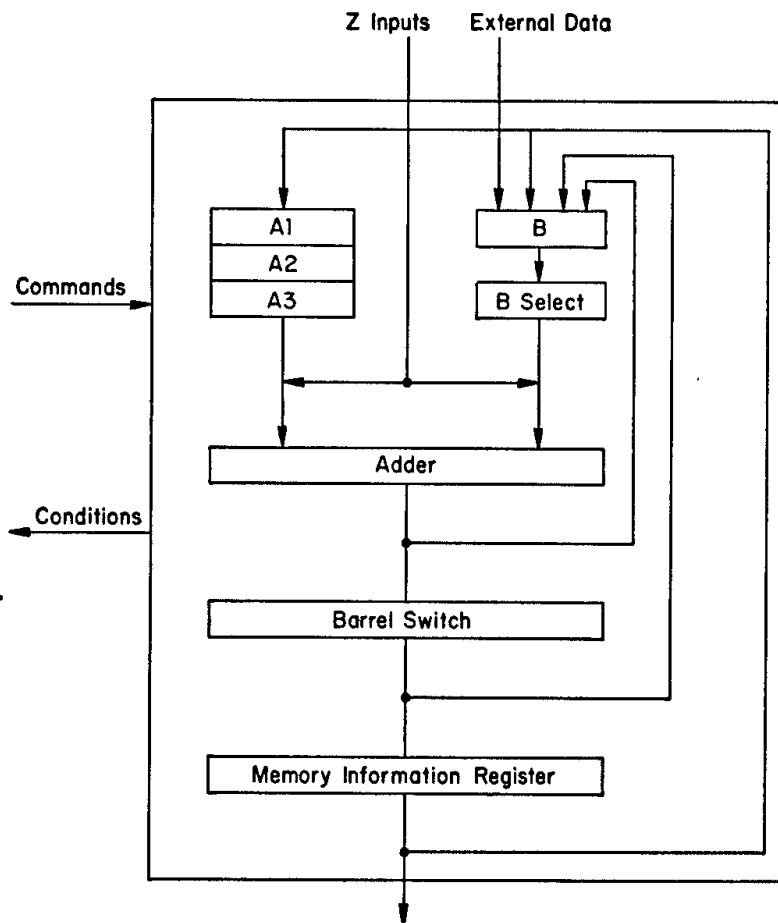 Z Inputs
External Data
A1
B
A2
Commands
A3
B Select
Adder
Conditions
Barrel Switch
Memory Information Register